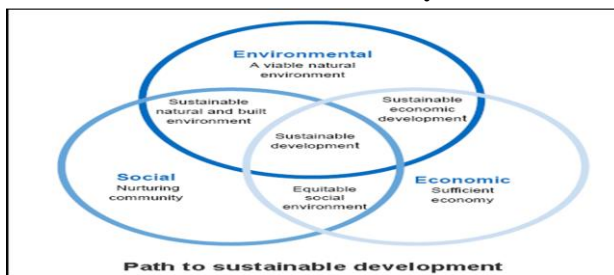 Environmental
A viable natural
environment
Sustainable
natural and built
environment
Sustainable
economic
development
Sustainable
development
Social
Nurturing
community
Equitable
social
environment
Economic
Sufficient
economy
Path to sustainable development